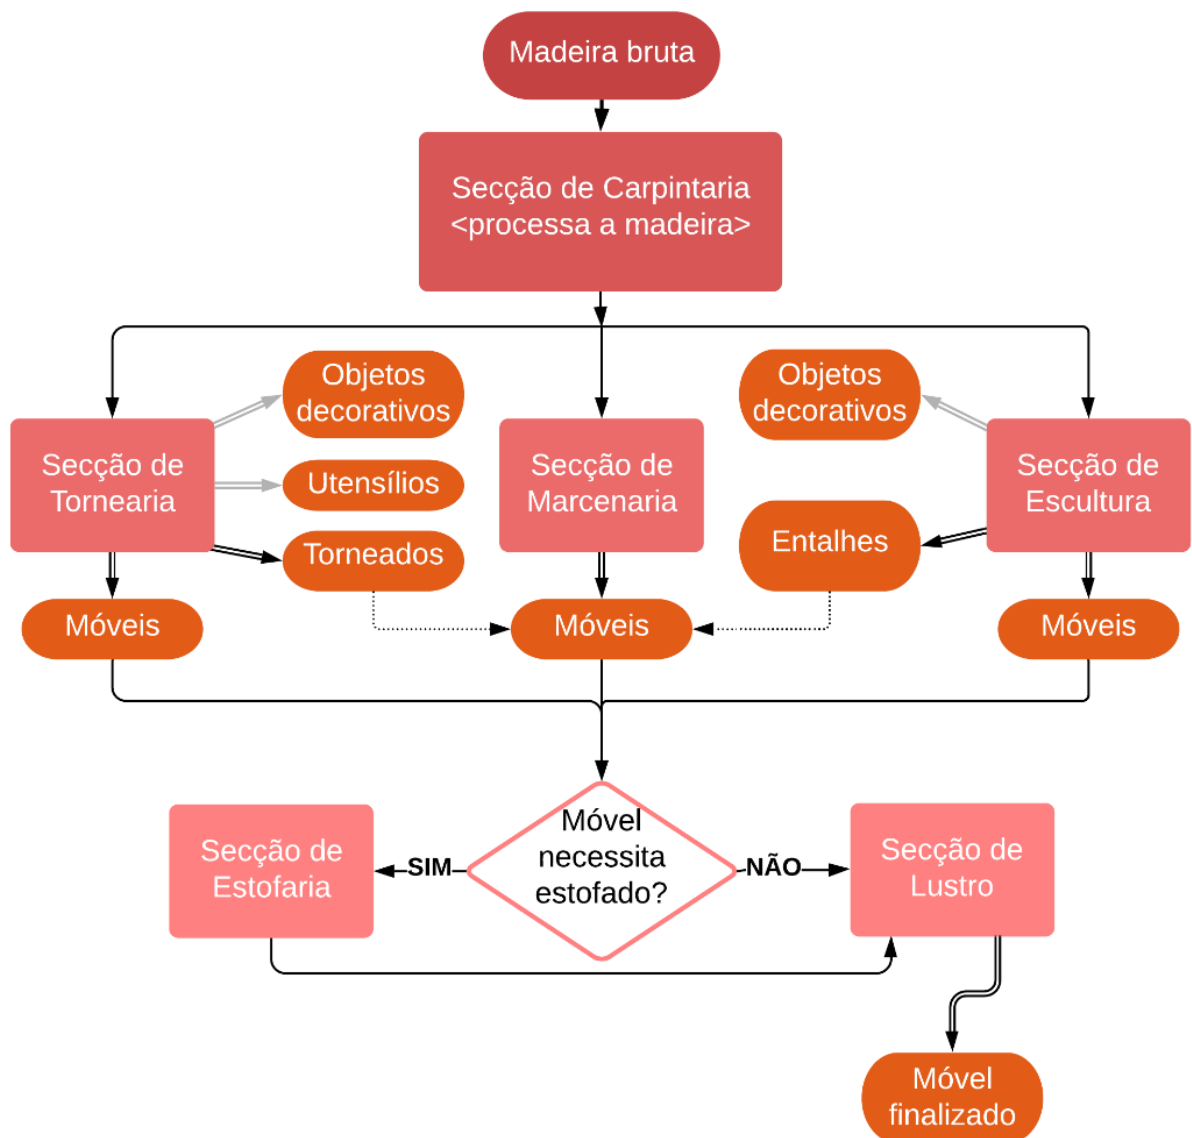 Madeira bruta
Secção de Carpintaria
<processa a madeira>
Objetos
decorativos
Objetos
decorativos
Secção de
Tornearia
Utensílios
Secção de
Marcenaria
Secção de
Escultura
Torneados
Entalhes
Móveis
Móveis
Móveis
Móvel
necessita
estofado?
Secção de
Estofaria
SIM
NÃO
Secção de
Lustro
Móvel
finalizado